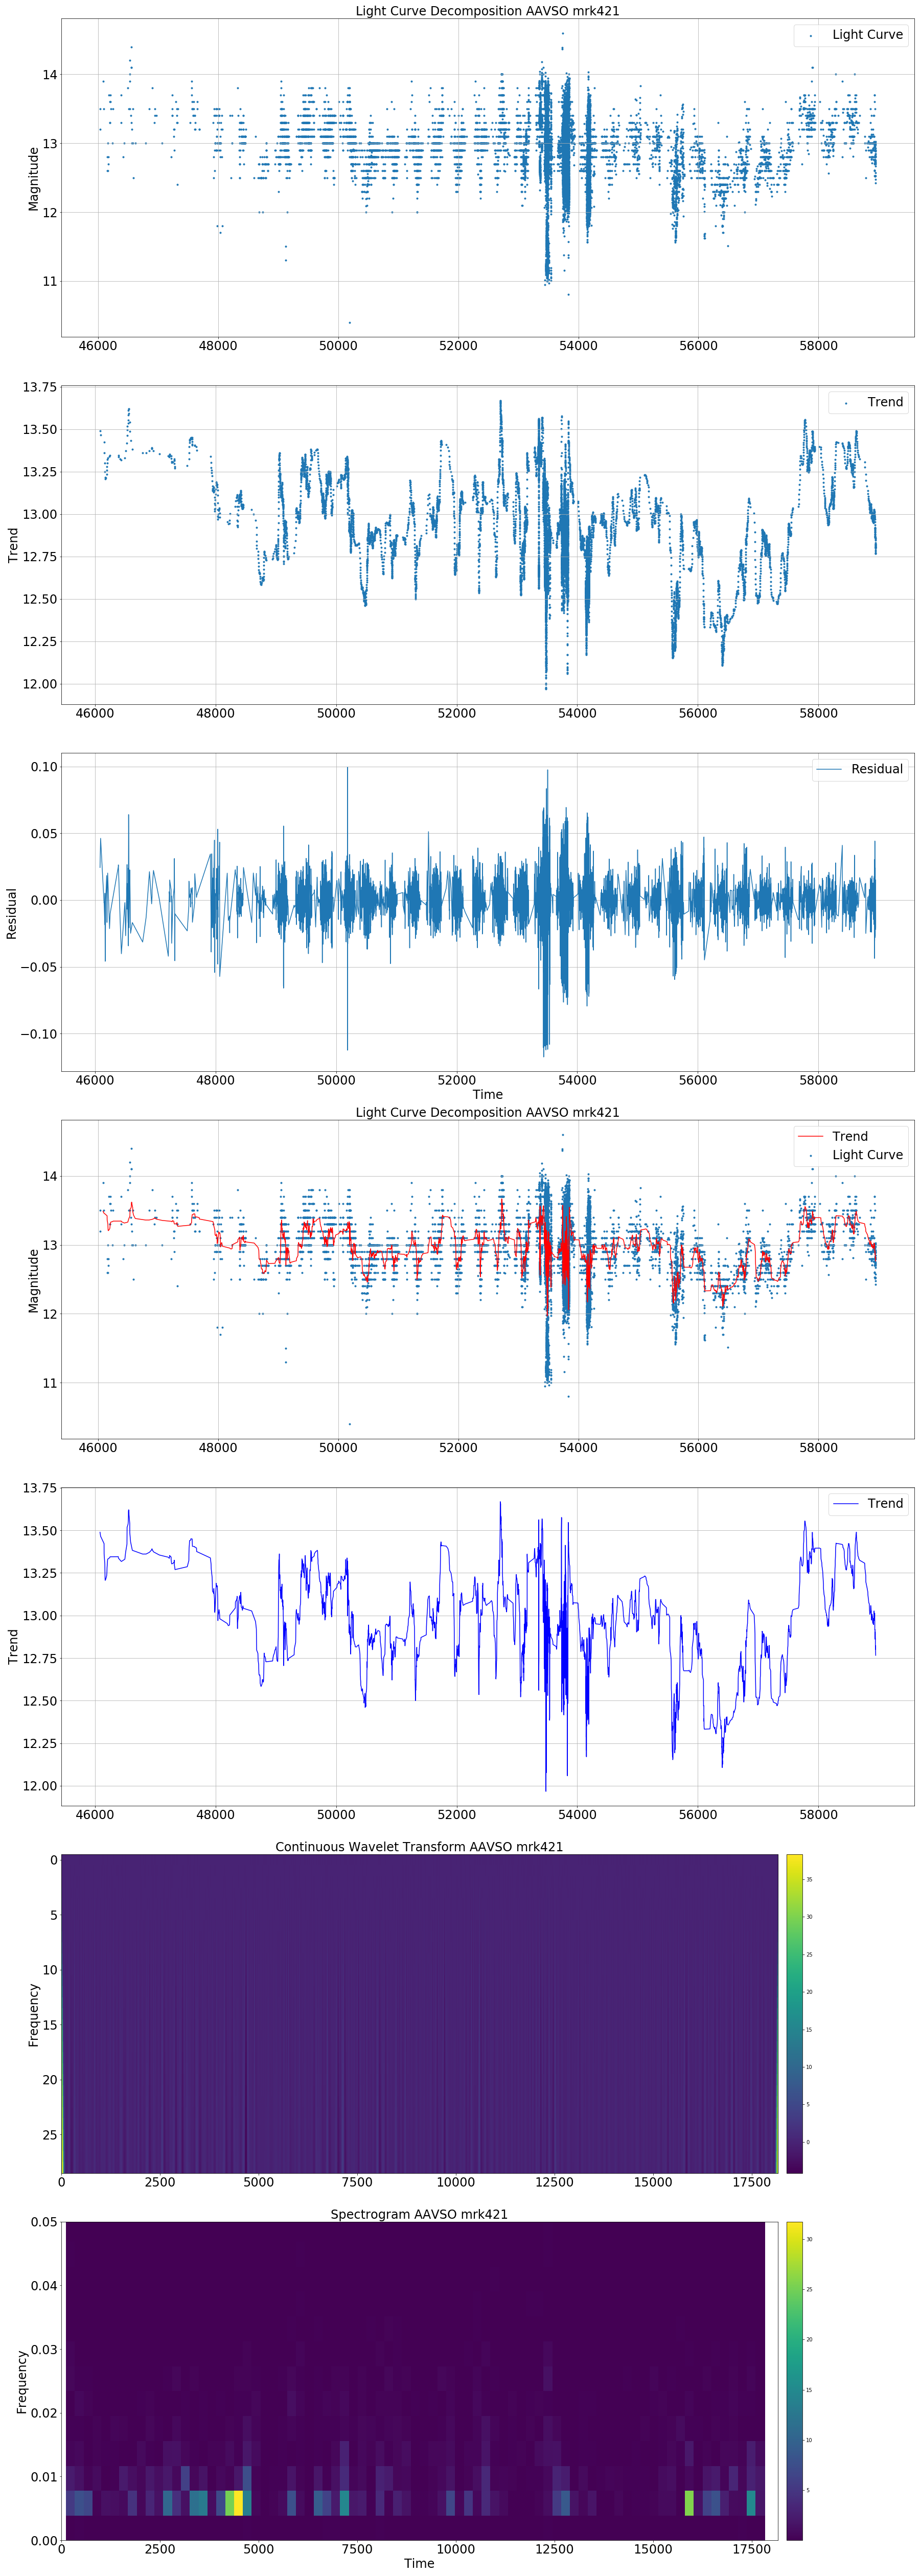 Light Curve Decomposition AAVSO mrk421
Light Curve
14
13
12
11
Magnitude
46000 48000 50000 52000 54000 56000 58000
Trend
13.75
13.50
13.25
13.00
12.75
12.50
12.25
12.00
Trend
46000 48000 50000 52000 54000 56000 58000
Residual
0.10
0.05
0.00
−0.05
−0.10
Residual
46000 48000 50000 52000 54000 56000 58000
Time
Light Curve Decomposition AAVSO mrk421
Trend
Light Curve
14
13
12
11
Magnitude
46000 48000 50000 52000 54000 56000 58000
Trend
13.75
13.50
13.25
13.00
12.75
12.50
12.25
12.00
Trend
46000 48000 50000 52000 54000 56000 58000
Continuous Wavelet Transform AAVSO mrk421
0
5
10
15
20
25
Frequency
0 2500 5000 7500 10000 12500 15000 17500
35
30
25
20
15
10
5
0
Spectrogram AAVSO mrk421
0.05
0.04
0.03
0.02
0.01
0.00
Frequency
0 2500 5000 7500 10000 12500 15000 17500
Time
30
25
20
15
10
5